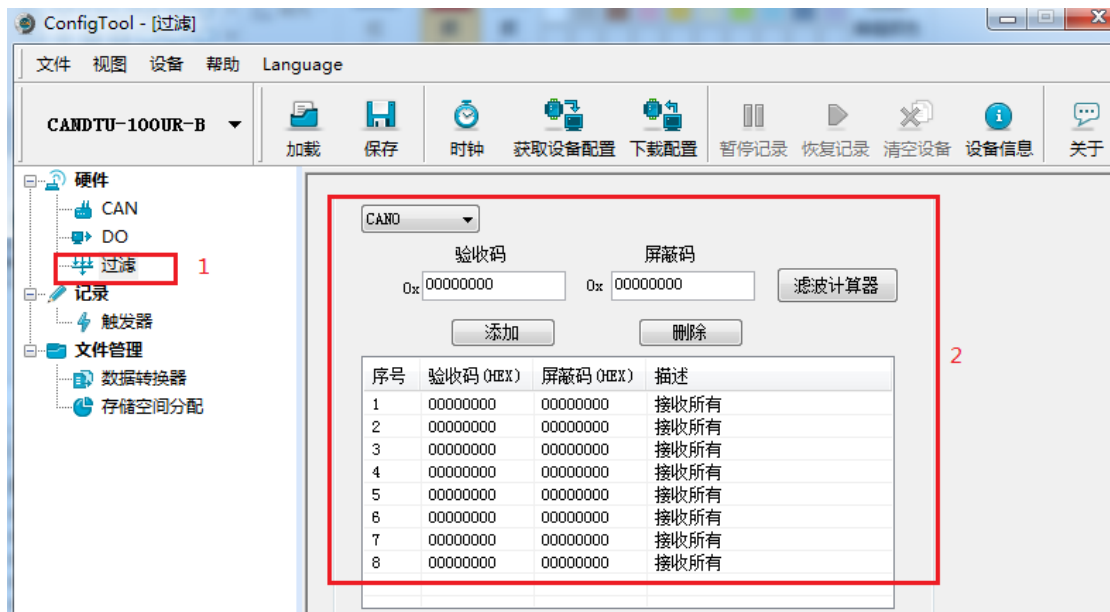 ConfigTool - [过滤]
文件 视图 设备 帮助 Language
CANDTU-100UR-B
加载 保存 时钟 获取设备配置 下载配置 暂停记录 恢复记录 清空设备 设备信息 关于
硬件
CAN
DO
过滤 1
记录
触发器
文件管理
数据转换器
存储空间分配
CAN0
验收码 屏蔽码
0x 00000000 0x 00000000 滤波计算器
添加 删除
2
序号 验收码(HEX) 屏蔽码(HEX) 描述
1 00000000 00000000 接收所有
2 00000000 00000000 接收所有
3 00000000 00000000 接收所有
4 00000000 00000000 接收所有
5 00000000 00000000 接收所有
6 00000000 00000000 接收所有
7 00000000 00000000 接收所有
8 00000000 00000000 接收所有